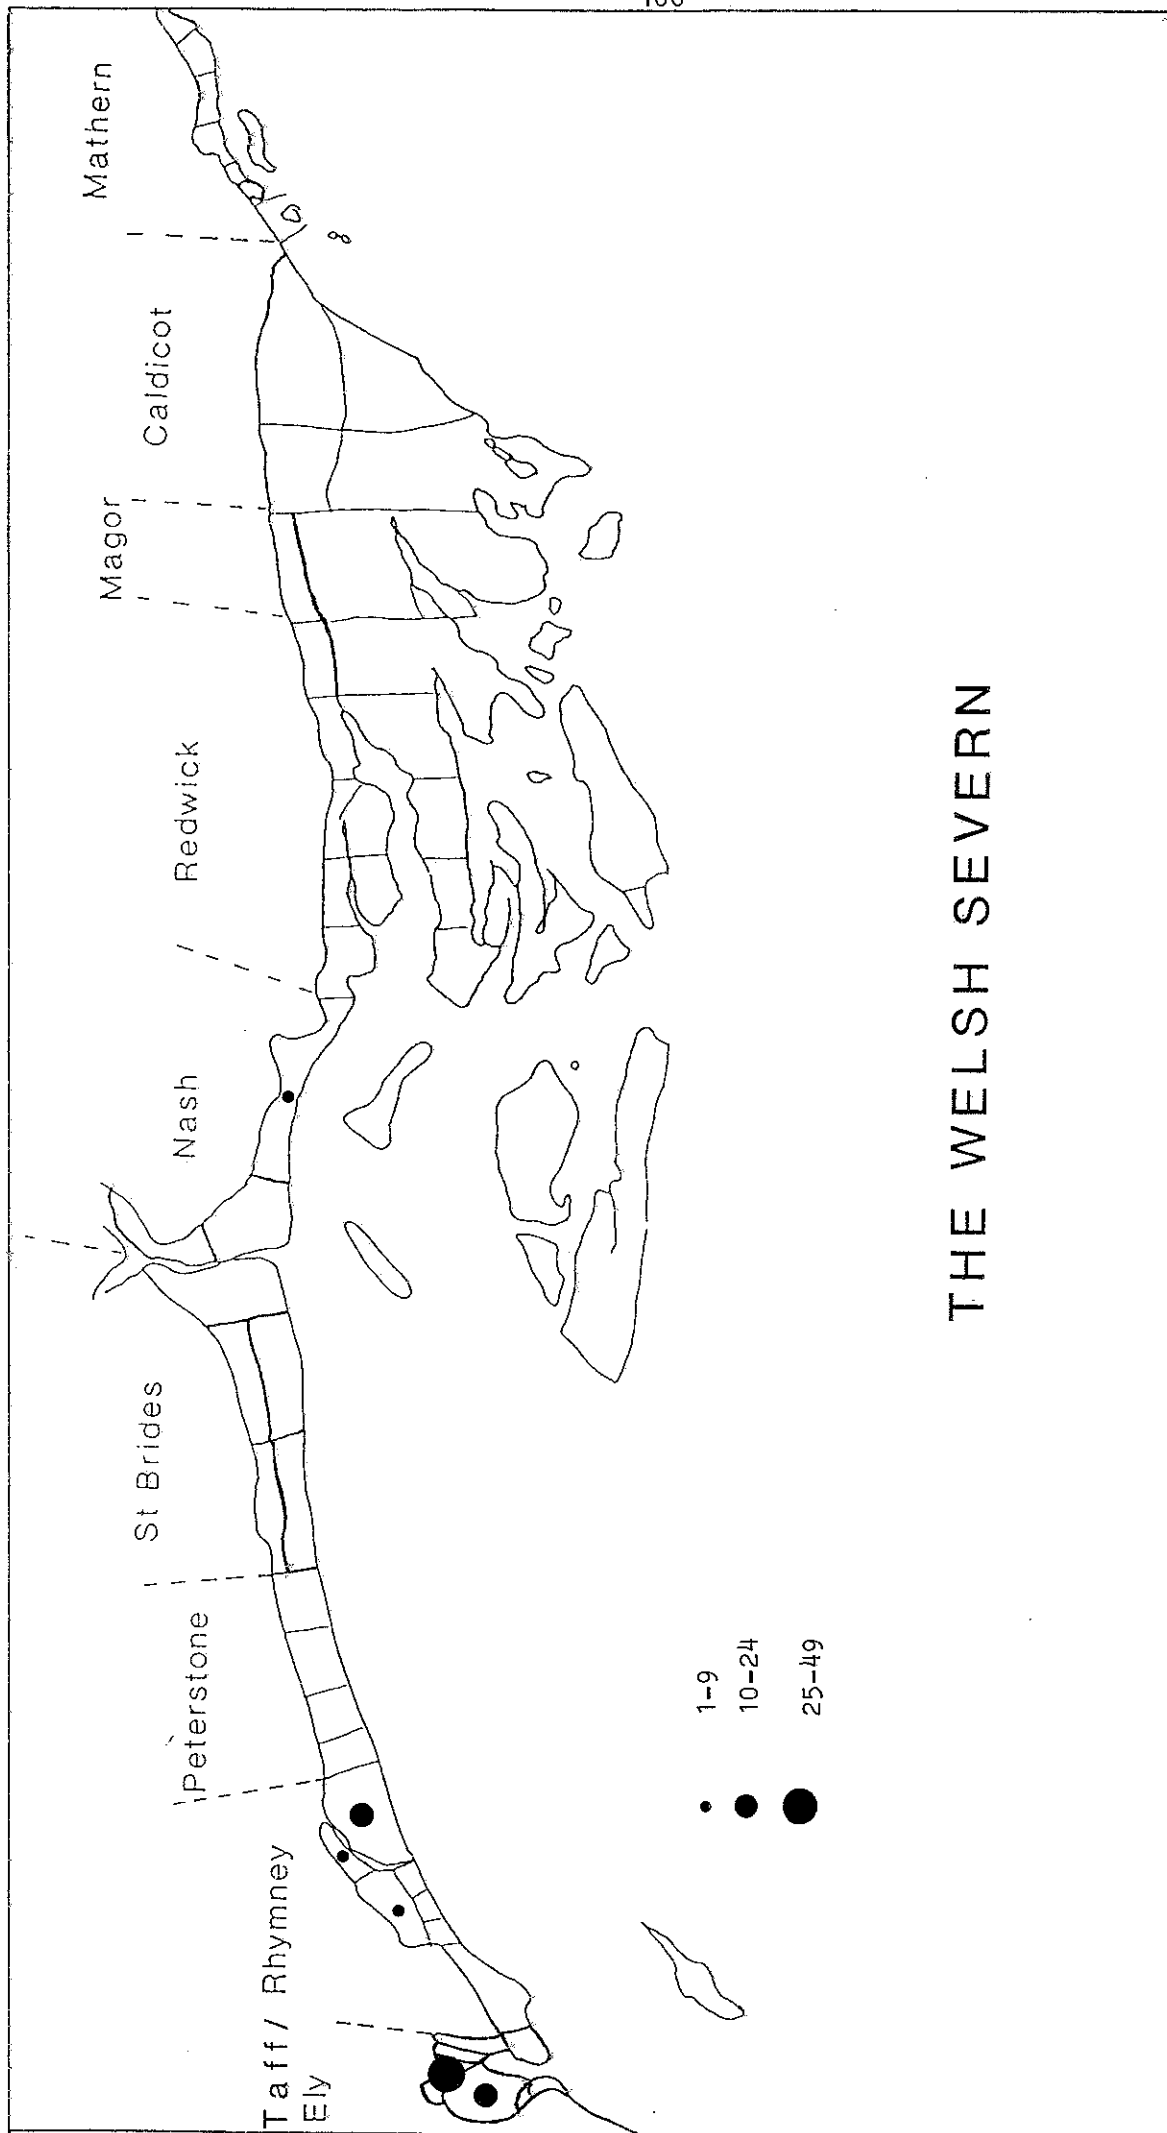 Mathern
Caldicot
Magor
Redwick
Nash
St Brides
Peterstone
Taff/ Rhymney
Ely
1-9
10-24
25-49
THE WELSH SEVERN